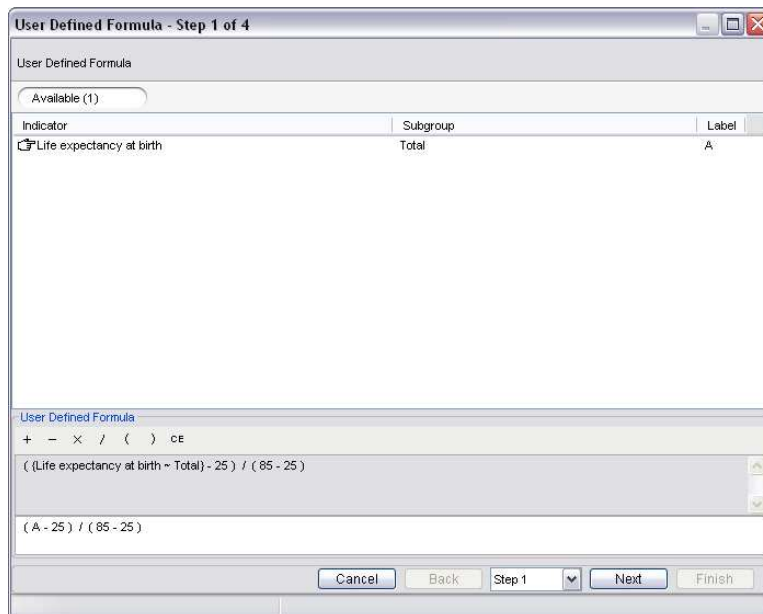 User Defined Formula - Step 1 of 4
User Defined Formula
Available (1)
Indicator Subgroup Label
Life expectancy at birth Total A
User Defined Formula
+ - × / ( ) CE
( {Life expectancy at birth ~ Total} - 25 ) / ( 85 - 25 )
( A - 25 ) / ( 85 - 25 )
Cancel Back Step 1 Next Finish